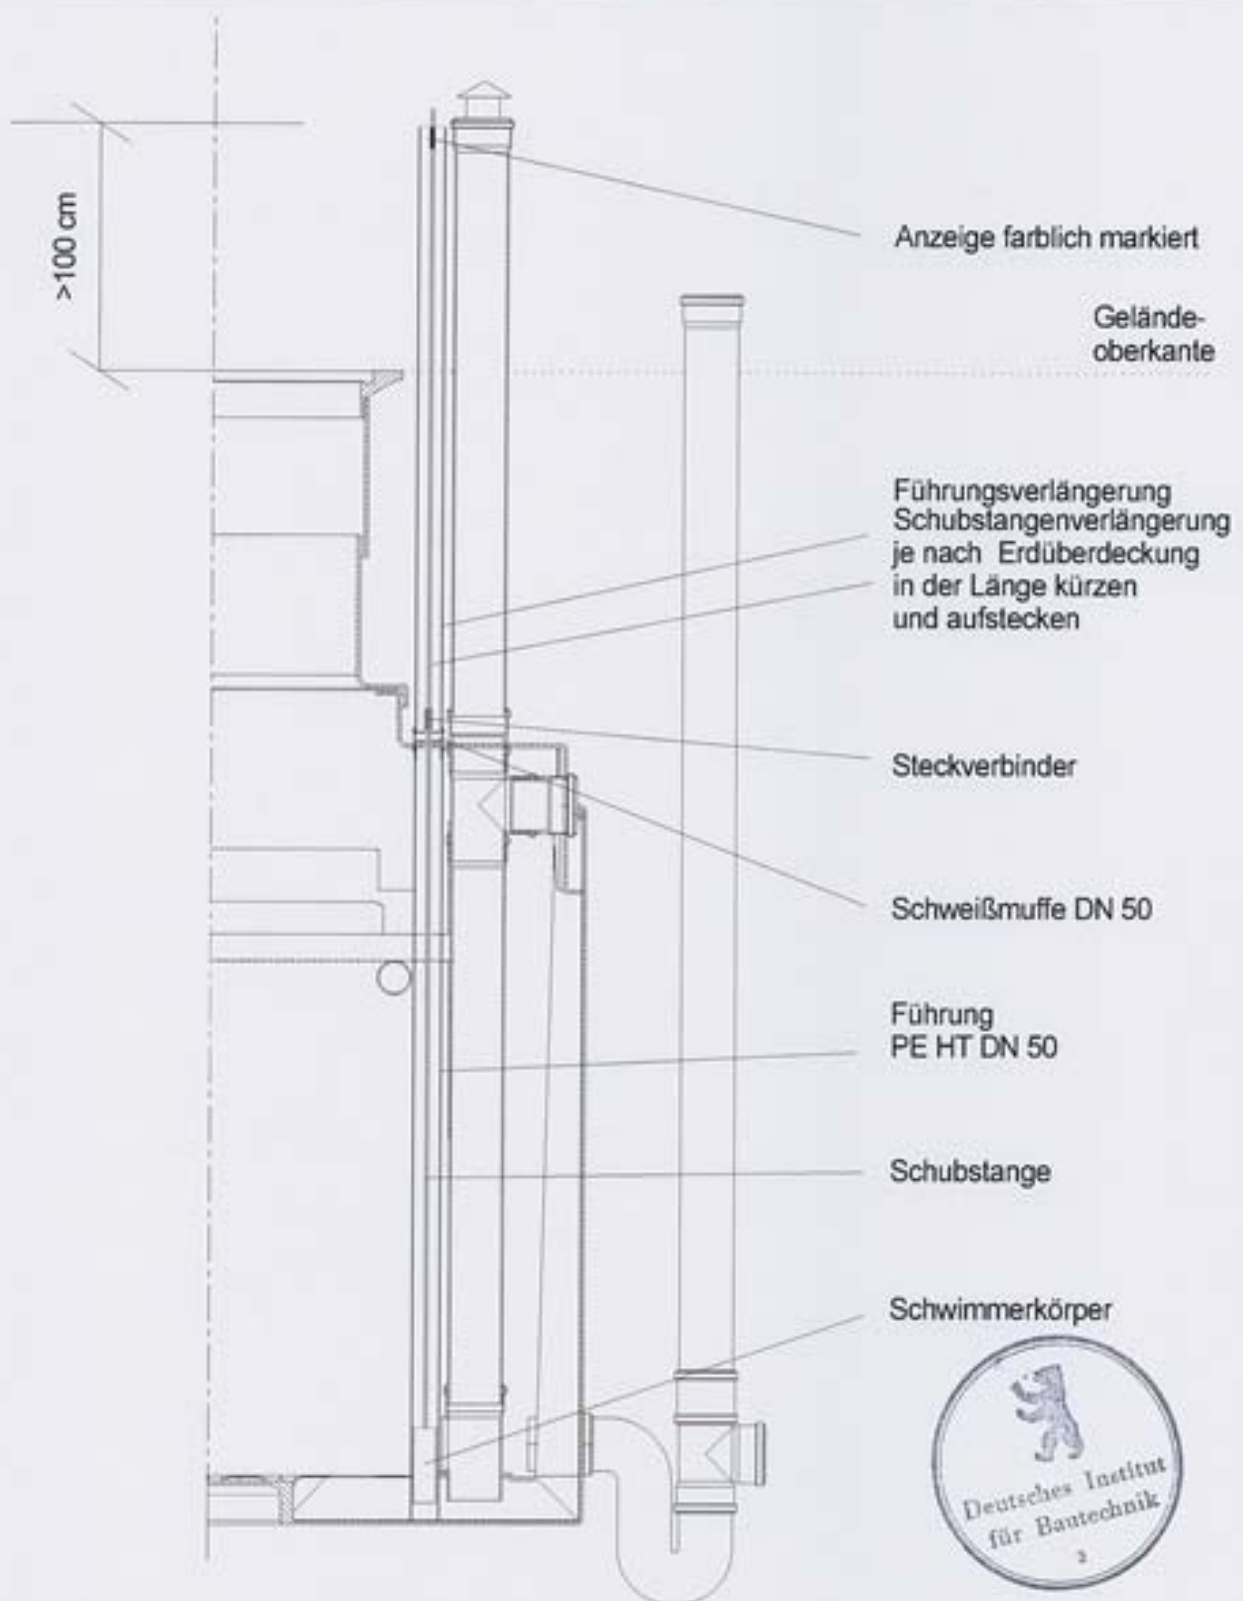 >100 cm
Anzeige farblich markiert
Gelände-
oberkante
Führungsverlängerung
Schubstangenverlängerung
je nach Erdüberdeckung
in der Länge kürzen
und aufstecken
Steckverbinder
Schweißmuffe DN 50
Führung
PE HT DN 50
Schubstange
Schwimmerkörper
Deutsches Institut
für Bautechnik
3